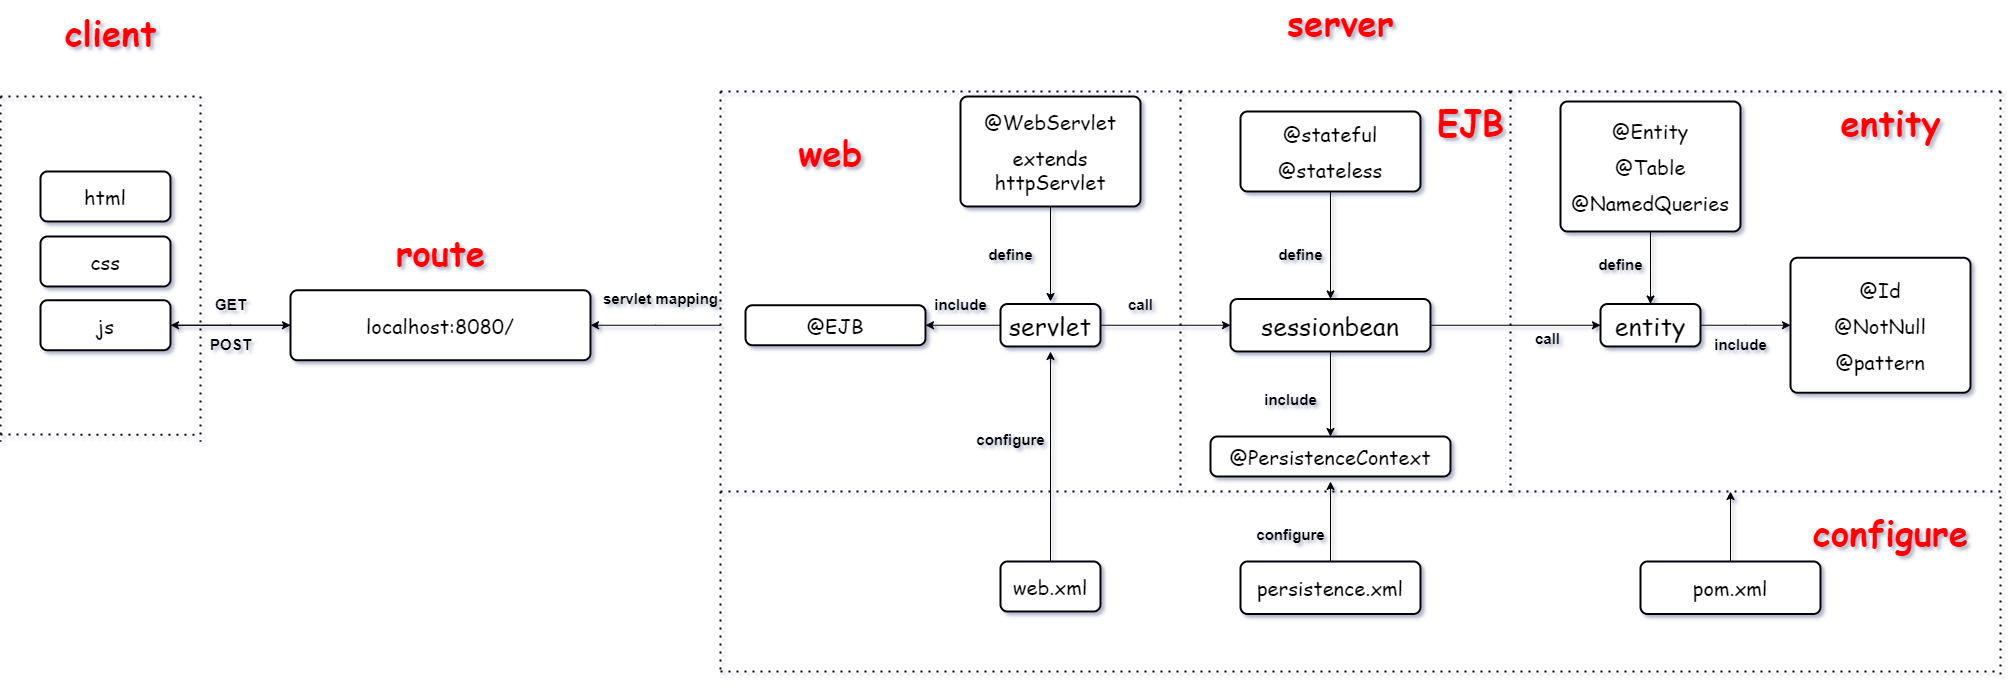 client
server
html
css
js
GET
POST
route
localhost:8080/
servlet mapping
web
@WebServlet
extends
httpServlet
define
@EJB
include
servlet
call
configure
EJB
@stateful
@stateless
define
sessionbean
call
include
@PersistenceContext
configure
entity
@Entity
@Table
@NamedQueries
define
entity
include
@Id
@NotNull
@pattern
configure
web.xml
persistence.xml
pom.xml